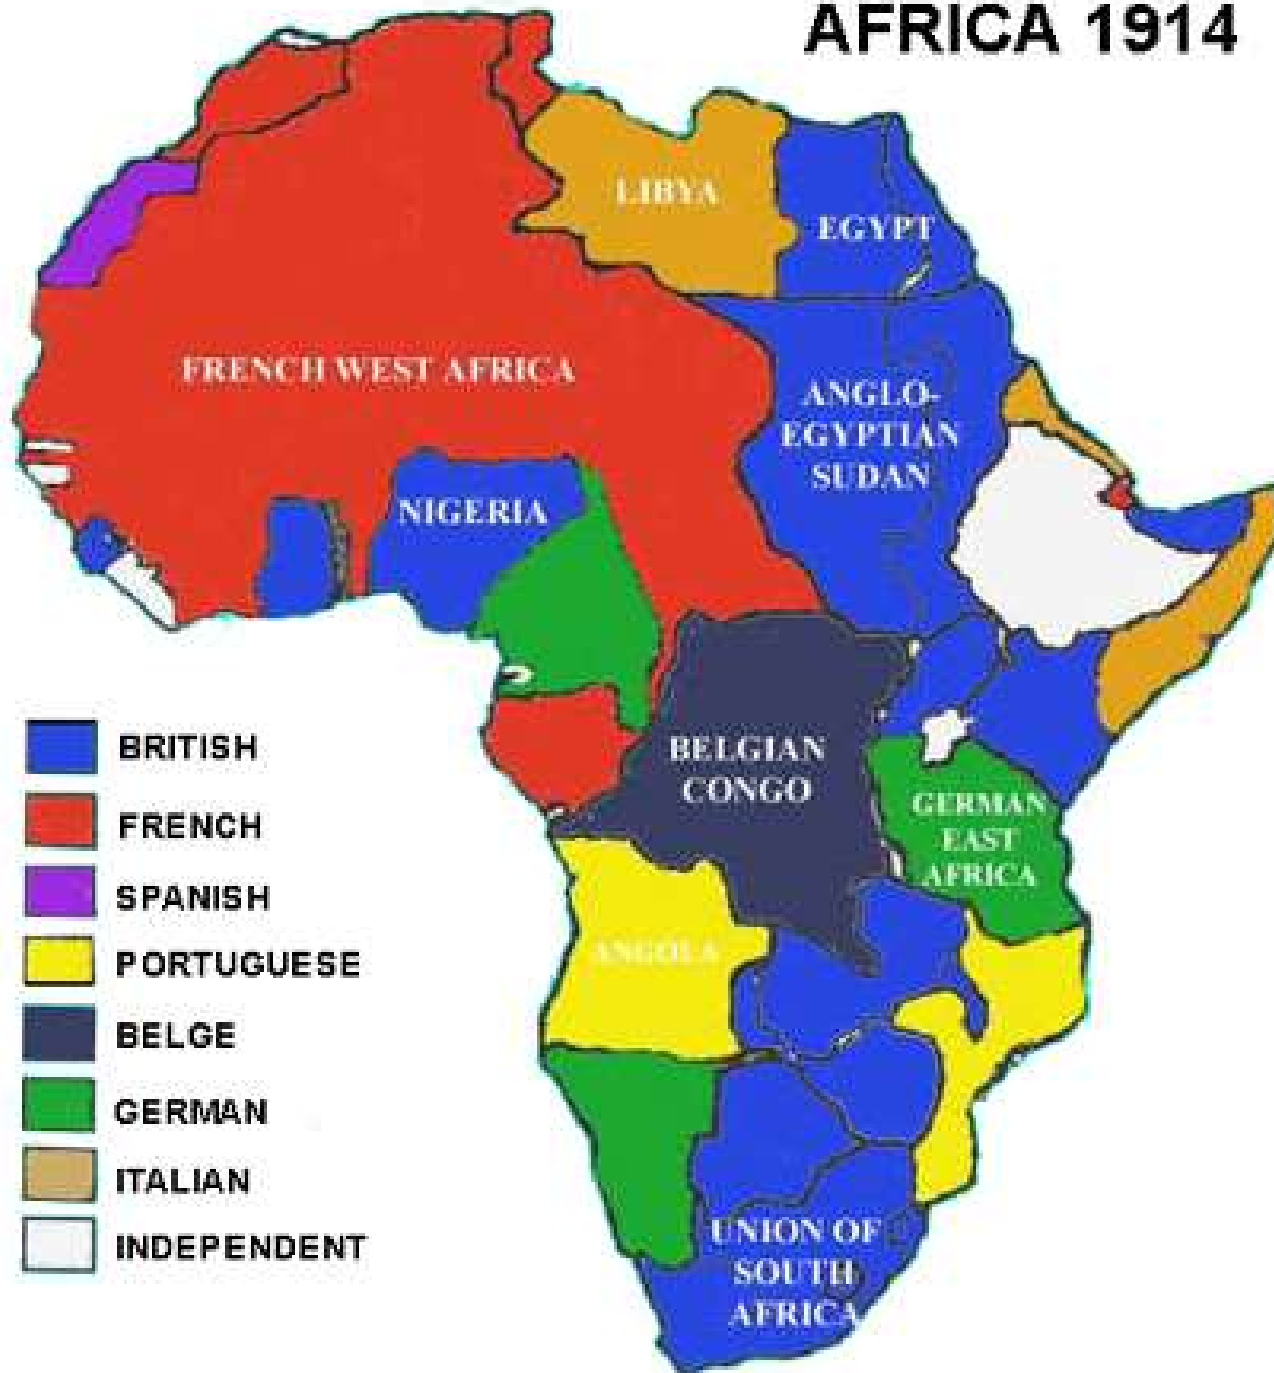 AFRICA 1914
LIBYA
EGYPT
FRENCH WEST AFRICA
ANGLO-
EGYPTIAN
SUDAN
NIGERIA
BELGIAN
CONGO
GERMAN
EAST
AFRICA
ANGOLA
UNION OF
SOUTH
AFRICA
BRITISH
FRENCH
SPANISH
PORTUGUESE
BELGE
GERMAN
ITALIAN
INDEPENDENT